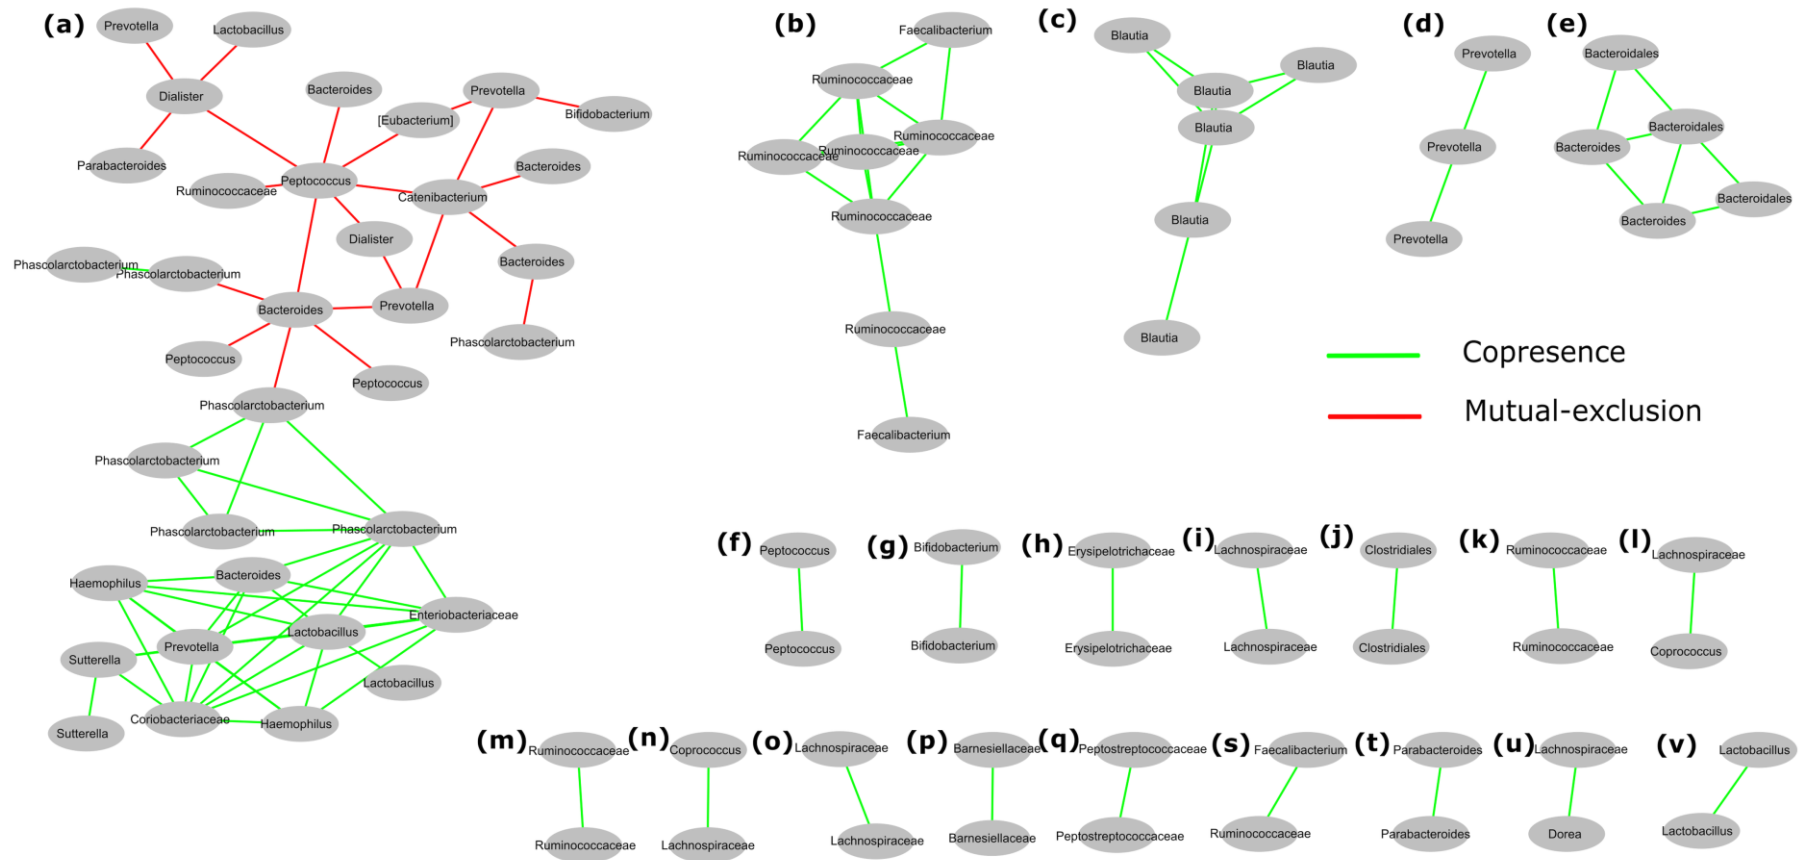 (a)
Prevotella
Lactobacillus
Dialister
Bacteroides
Prevotella
[Eubacterium]
Bifidobacterium
Parabacteroides
Ruminococcaceae
Peptococcus
Bacteroides
Catenibacterium
Dialister
Phascolarctobacterium
Phascolarctobacterium
Bacteroides
Bacteroides
Prevotella
Peptococcus
Peptococcus
Phascolarctobacterium
Phascolarctobacterium
Phascolarctobacterium
Phascolarctobacterium
Phascolarctobacterium
Haemophilus
Bacteroides
Enteriobacteriaceae
Lactobacillus
Prevotella
Sutterella
Lactobacillus
Coriobacteriaceae
Haemophilus
Sutterella
(b)
Faecalibacterium
Ruminococcaceae
Ruminococcaceae
Ruminococcaceae
Ruminococcaceae
Ruminococcaceae
Ruminococcaceae
Faecalibacterium
(c)
Blautia
Blautia
Blautia
Blautia
Blautia
Blautia
(d)
Prevotella
Prevotella
Prevotella
(e)
Bacteroidales
Bacteroidales
Bacteroides
Bacteroidales
Bacteroides
Copresence
Mutual-exclusion
(f)
Peptococcus
Peptococcus
(g)
Bifidobacterium
Bifidobacterium
(h)
Erysipelotrichaceae
Erysipelotrichaceae
(i)
Lachnospiraceae
Lachnospiraceae
(j)
Clostridiales
Clostridiales
(k)
Ruminococcaceae
Ruminococcaceae
(l)
Lachnospiraceae
Coprococcus
(m)
Ruminococcaceae
Ruminococcaceae
(n)
Coprococcus
Lachnospiraceae
(o)
Lachnospiraceae
Lachnospiraceae
(p)
Barnesiellaceae
Barnesiellaceae
(q)
Peptostreptococcaceae
Peptostreptococcaceae
(s)
Faecalibacterium
Ruminococcaceae
(t)
Parabacteroides
Parabacteroides
(u)
Lachnospiraceae
Dorea
(v)
Lactobacillus
Lactobacillus